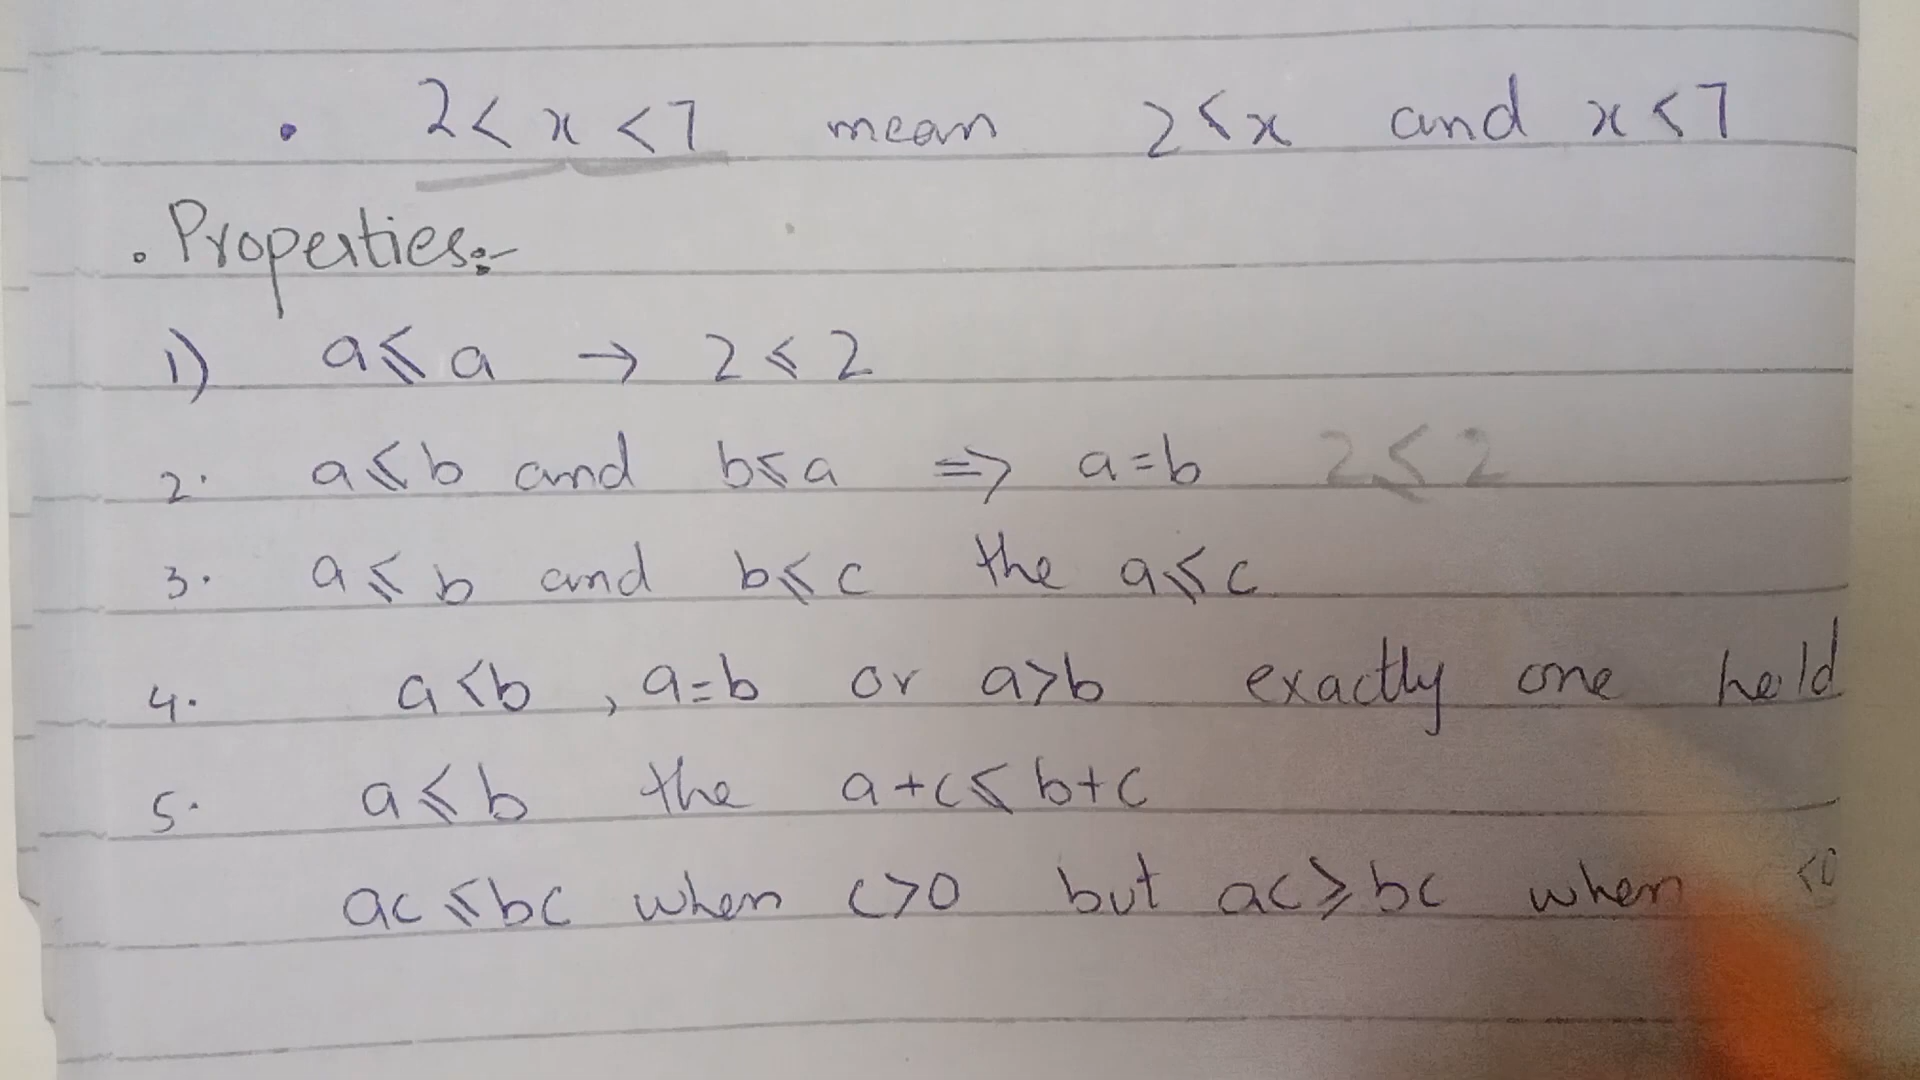 • 2 < x < 7 mean 2 < x and x < 7
. Properties:-
1) a ⩽ a → 2 ⩽ 2
2. a ⩽ b and b ⩽ a ⇒ a = b 2 ⩽ 2
3. a ⩽ b and b ⩽ c the a ⩽ c
4. a < b , a = b or a > b exactly one hold
5. a ⩽ b the a + c ⩽ b + c
ac ⩽ bc when c > 0 but ac ⩾ bc when < 0